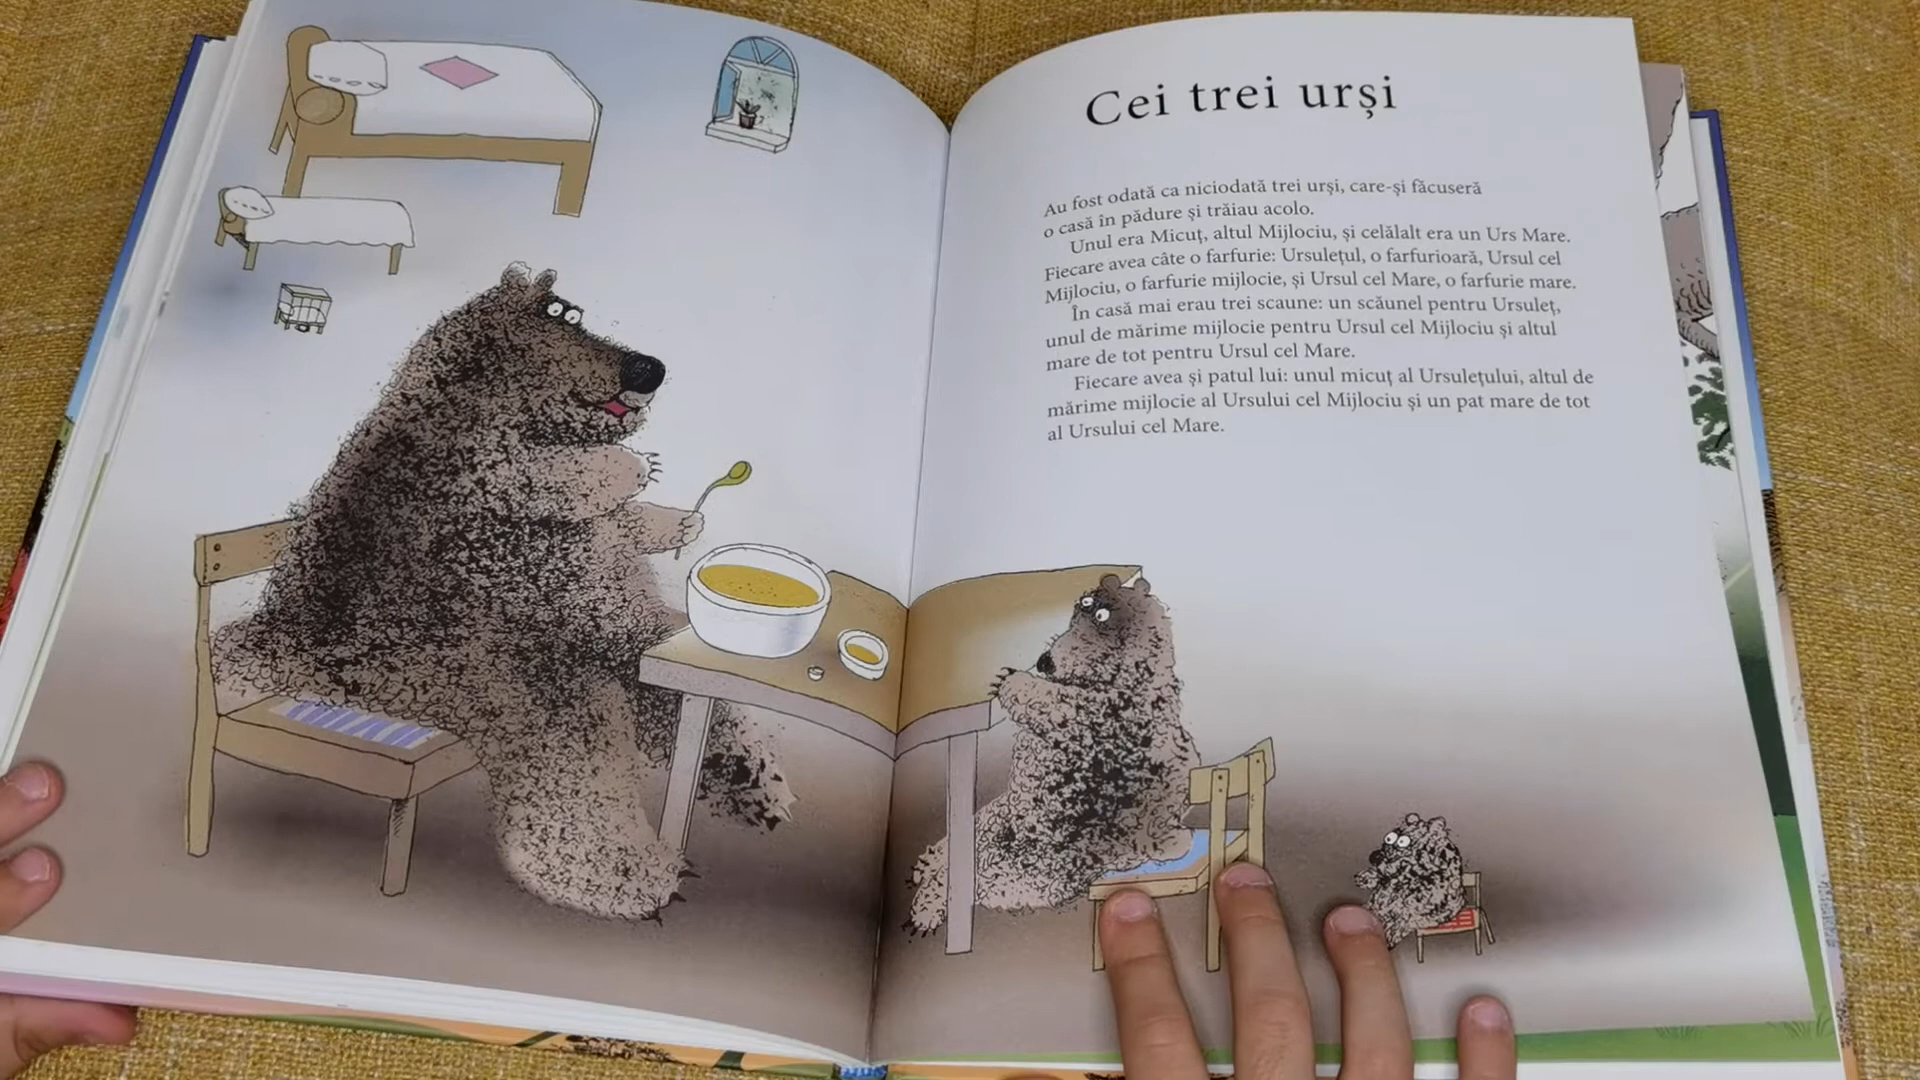 Cei trei urși
Au fost odată ca niciodată trei urși, care-și făcuseră
o casă în pădure și trăiau acolo.
Unul era Micuț, altul Mijlociu, și celălalt era un Urs Mare.
Fiecare avea câte o farfurie: Ursulețul, o farfurioară, Ursul cel
Mijlociu, o farfurie mijlocie, și Ursul cel Mare, o farfurie mare.
În casă mai erau trei scaune: un scăunel pentru Ursuleț,
unul de mărime mijlocie pentru Ursul cel Mijlociu și altul
mare de tot pentru Ursul cel Mare.
Fiecare avea și patul lui: unul micuț al Ursulețului, altul de
mărime mijlocie al Ursului cel Mijlociu și un pat mare de tot
al Ursului cel Mare.